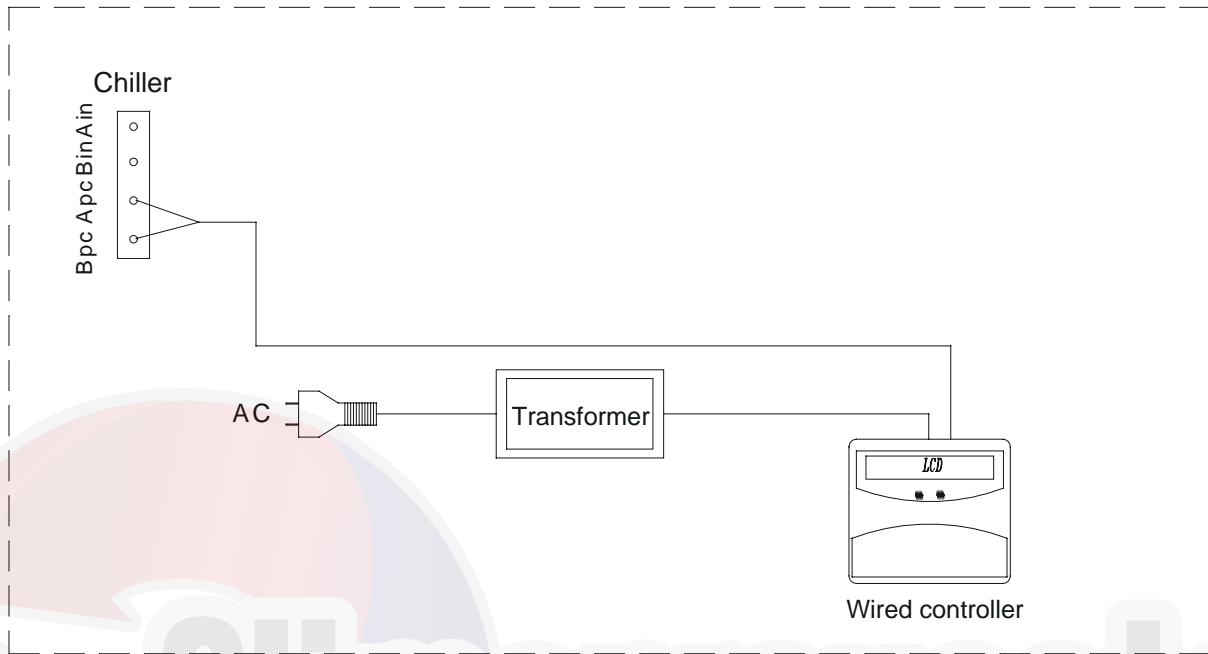 Chiller
Bpc Apc Bin Ain
AC
Transformer
LCD
Wired controller